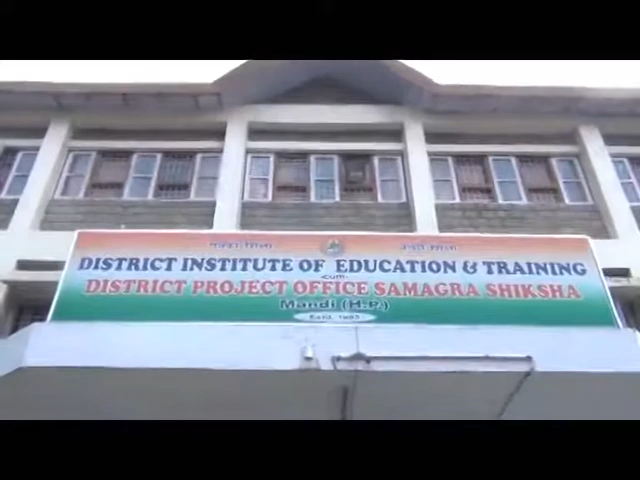 DISTRICT INSTITUTE OF EDUCATION & TRAINING
-cum-
DISTRICT PROJECT OFFICE SAMAGRA SHIKSHA
MANDI (H.P.)